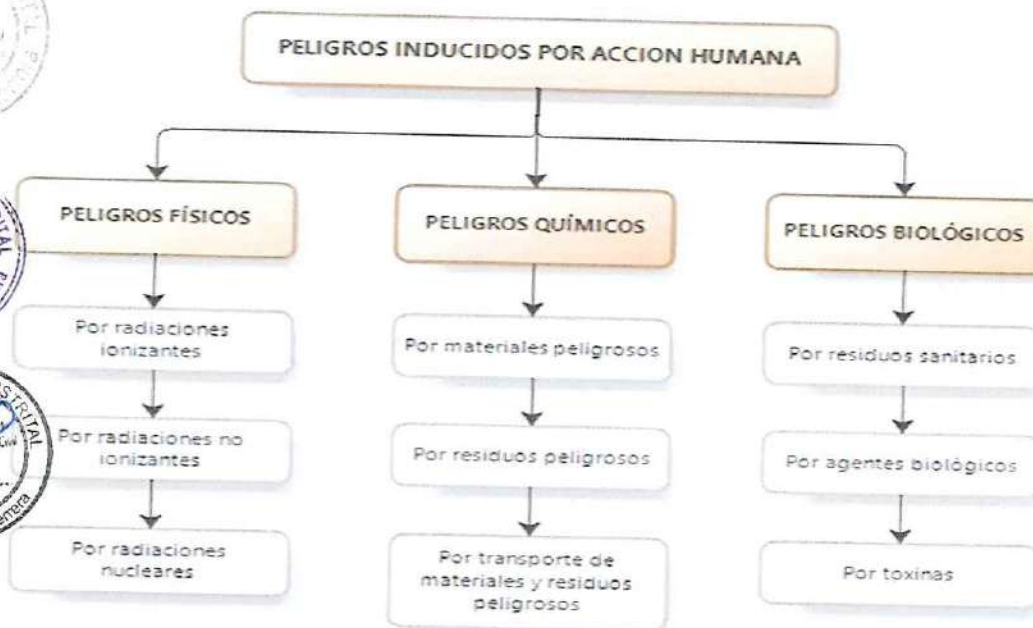 PELIGROS INDUCIDOS POR ACCION HUMANA
PELIGROS FÍSICOS
Por radiaciones
ionizantes
Por radiaciones no
ionizantes
Por radiaciones
nucleares
PELIGROS QUÍMICOS
Por materiales peligrosos
Por residuos peligrosos
Por transporte de
materiales y residuos
peligrosos
PELIGROS BIOLÓGICOS
Por residuos sanitarios
Por agentes biológicos
Por toxinas